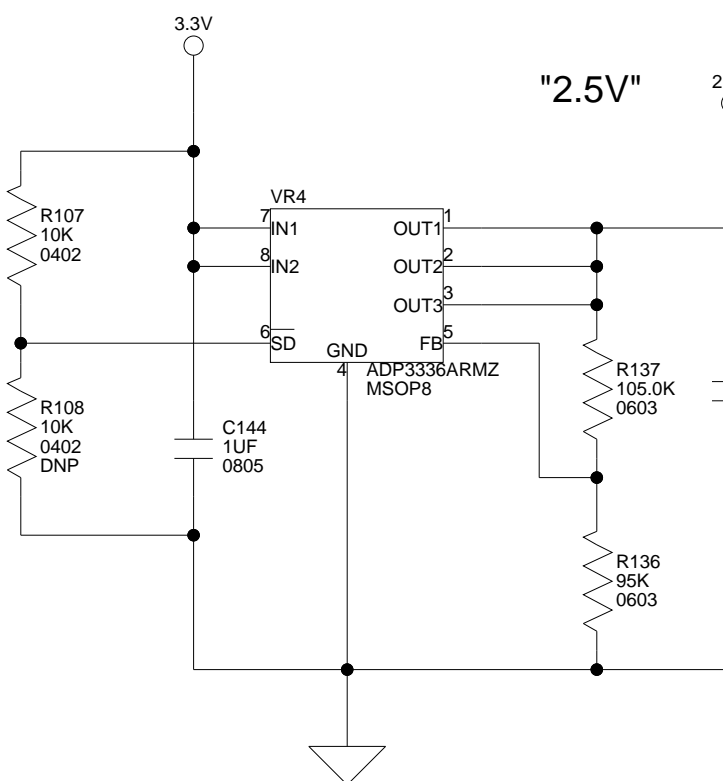 3.3V
"2.5V"
2
VR4
R107
10K
0402
7
IN1
OUT1
1
8
IN2
OUT2
2
OUT3
3
6
SD
GND
4
FB
5
ADP3336ARMZ
MSOP8
R137
105.0K
0603
R108
10K
0402
DNP
C144
1UF
0805
R136
95K
0603